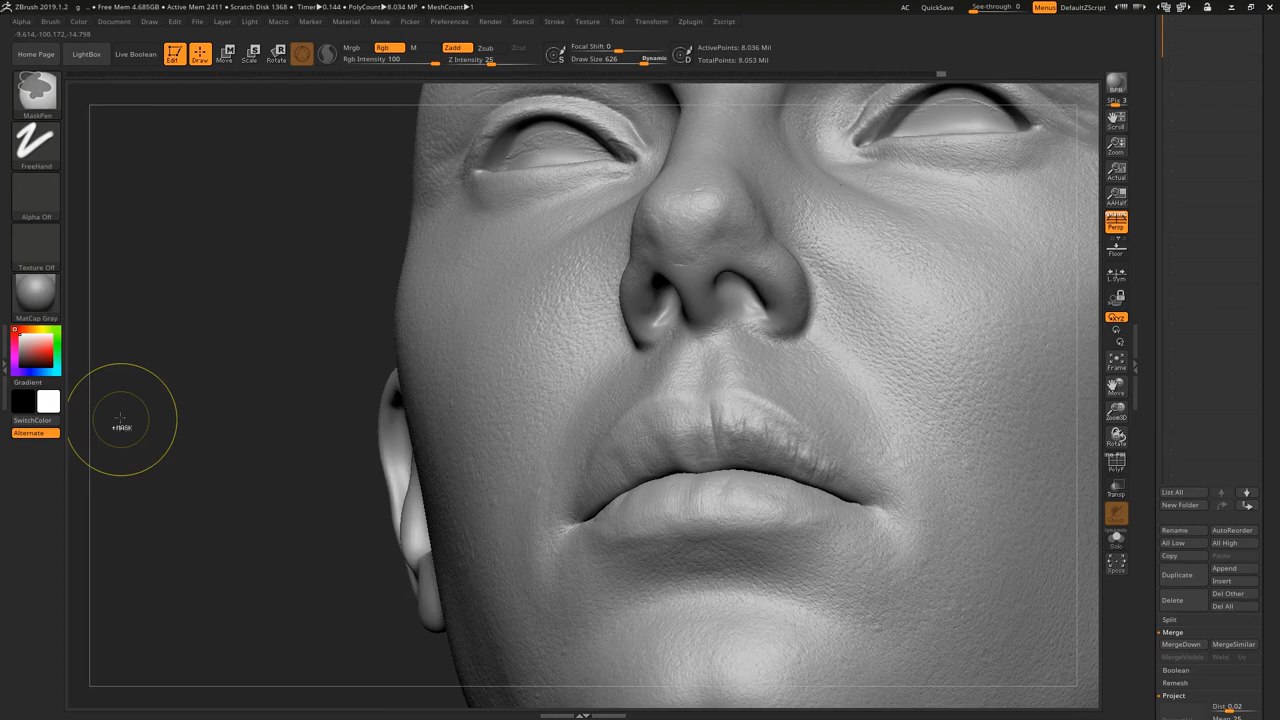 ZBrush 2019.1.2 g .. • Free Mem 4.685GB • Active Mem 2411 • Scratch Disk 1368 • Timer▶0.144 • PolyCount▶8.034 MP • MeshCount▶1 AC QuickSave See-through 0 Menus DefaultZScript
Alpha Brush Color Document Draw Edit File Layer Light Macro Marker Material Movie Picker Preferences Render Stencil Stroke Texture Tool Transform Zplugin Zscript
-9.614,-100.172,-14.798
Home Page LightBox Live Boolean Edit Draw Move Scale Rotate
Mrgb Rgb M Zadd Zsub Zcut
Rgb Intensity 100 Z Intensity 25
S Focal Shift 0
Draw Size 626 Dynamic D
ActivePoints: 8.036 Mil
TotalPoints: 8.053 Mil
MaskPen
FreeHand
Alpha Off
Texture Off
MatCap Gray
Gradient
SwitchColor
Alternate
+MASK
BPR
SPix 3
Scroll
Zoom
Actual
AAHalf
Persp
Floor
L.Sym
XYZ
Frame
Move
Zoom3D
Rotate
PolyF
Transp
Solo
Xpose
List All
New Folder
Rename AutoReorder
All Low All High
Copy Paste
Duplicate Append
Insert
Delete Del Other
Del All
Split
Merge
MergeDown MergeSimilar
MergeVisible Weld Uv
Boolean
Remesh
Project
Dist 0.02
Mean 25